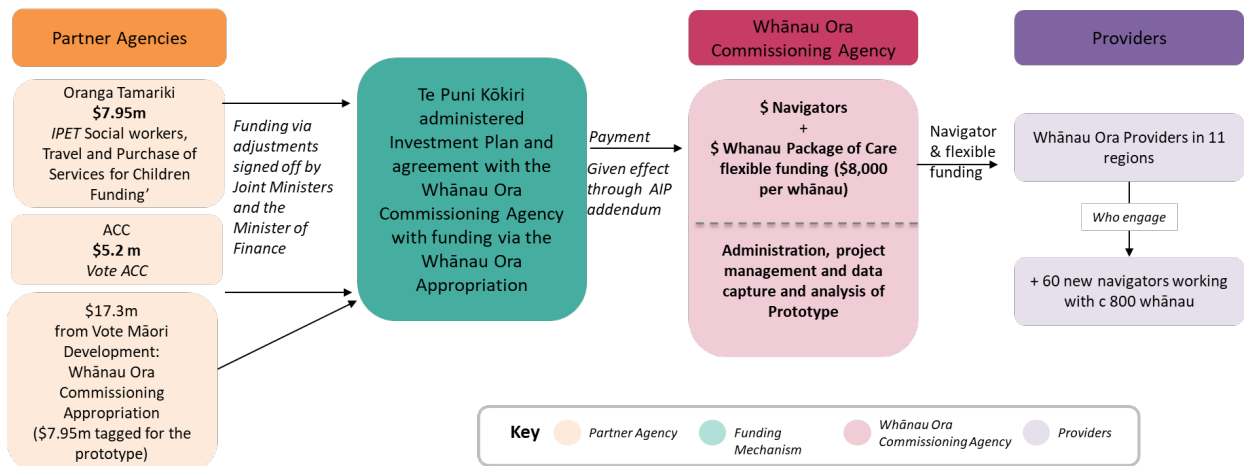 Partner Agencies
Oranga Tamariki
$7.95m
IPET Social workers,
Travel and Purchase of
Services for Children
Funding’
ACC
$5.2 m
Vote ACC
$17.3m
from Vote Māori
Development:
Whānau Ora
Commissioning
Appropriation
($7.95m tagged for the
prototype)
Funding via
adjustments
signed off by
Joint Ministers
and the
Minister of
Finance
Te Puni Kōkiri
administered
Investment Plan and
agreement with the
Whānau Ora
Commissioning Agency
with funding via the
Whānau Ora
Appropriation
Payment
Given effect
through AIP
addendum
Whānau Ora
Commissioning Agency
$ Navigators
+
$ Whanau Package of Care
flexible funding ($8,000
per whānau)
Administration, project
management and data
capture and analysis of
Prototype
Navigator
& flexible
funding
Providers
Whānau Ora Providers in 11
regions
Who engage
+ 60 new navigators working
with c 800 whānau
Key
Partner Agency
Funding
Mechanism
Whānau Ora
Commissioning Agency
Providers